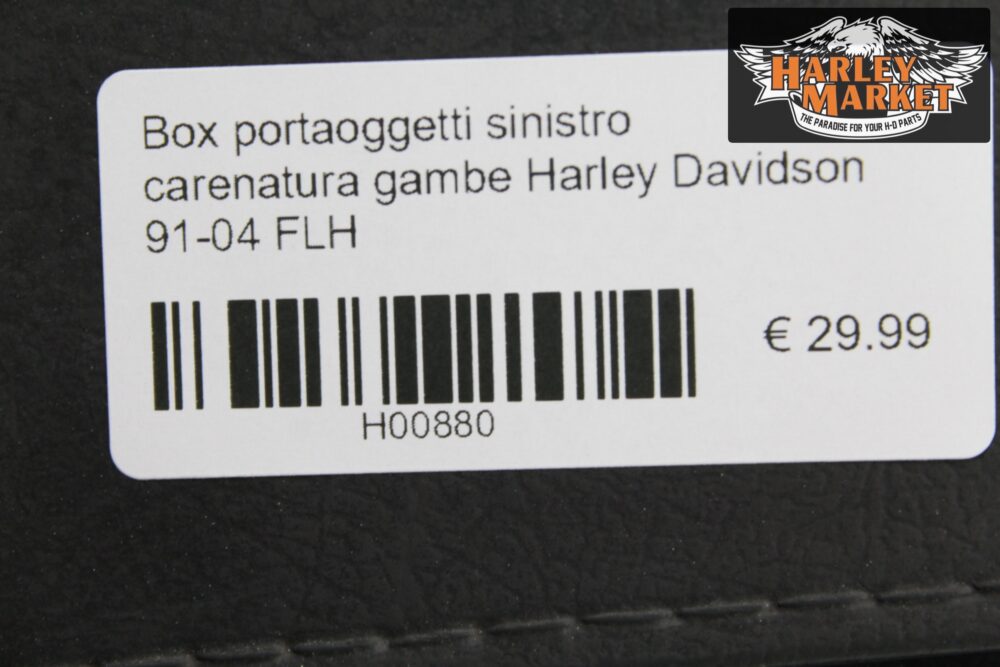 HARLEY
MARKET
THE PARADISE FOR YOUR H-D PARTS
Box portaoggetti sinistro
carenatura gambe Harley Davidson
91-04 FLH
€ 29.99
H00880